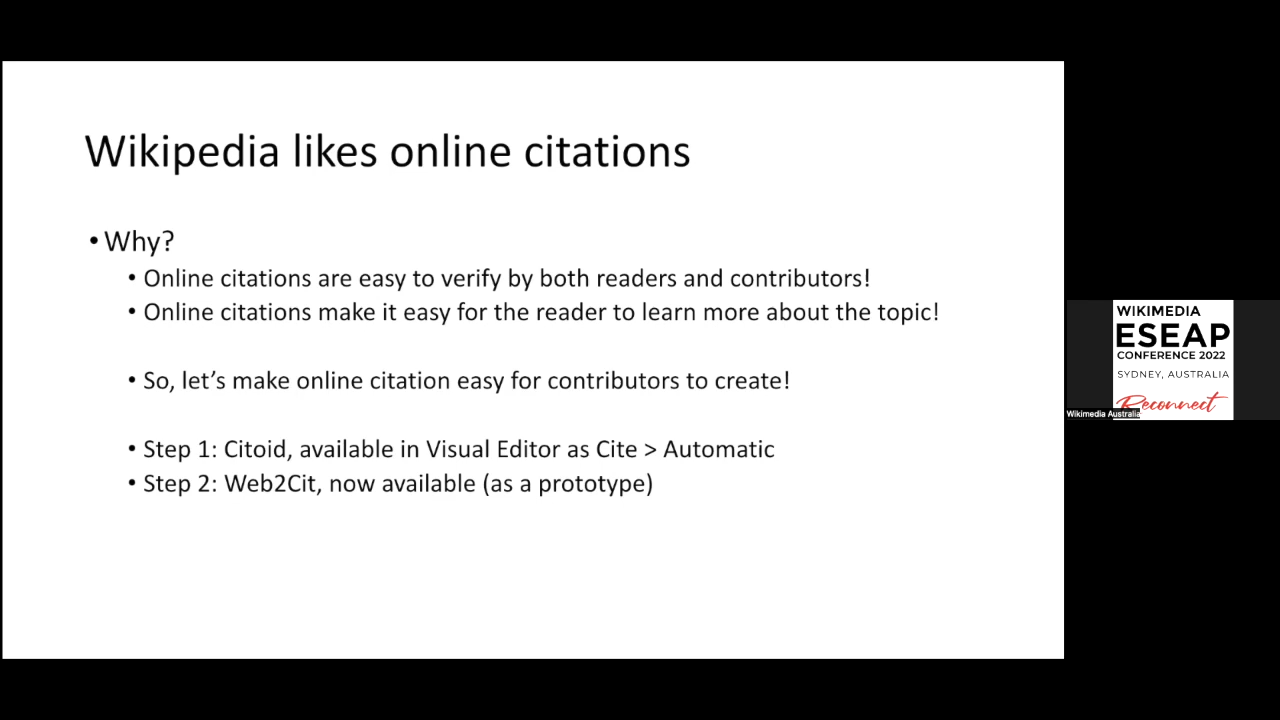 Wikipedia likes online citations
• Why?
• Online citations are easy to verify by both readers and contributors!
• Online citations make it easy for the reader to learn more about the topic!
• So, let’s make online citation easy for contributors to create!
• Step 1: Citoid, available in Visual Editor as Cite > Automatic
• Step 2: Web2Cit, now available (as a prototype)
WIKIMEDIA
ESEAP
CONFERENCE 2022
SYDNEY, AUSTRALIA
Reconnect
Wikimedia Australia